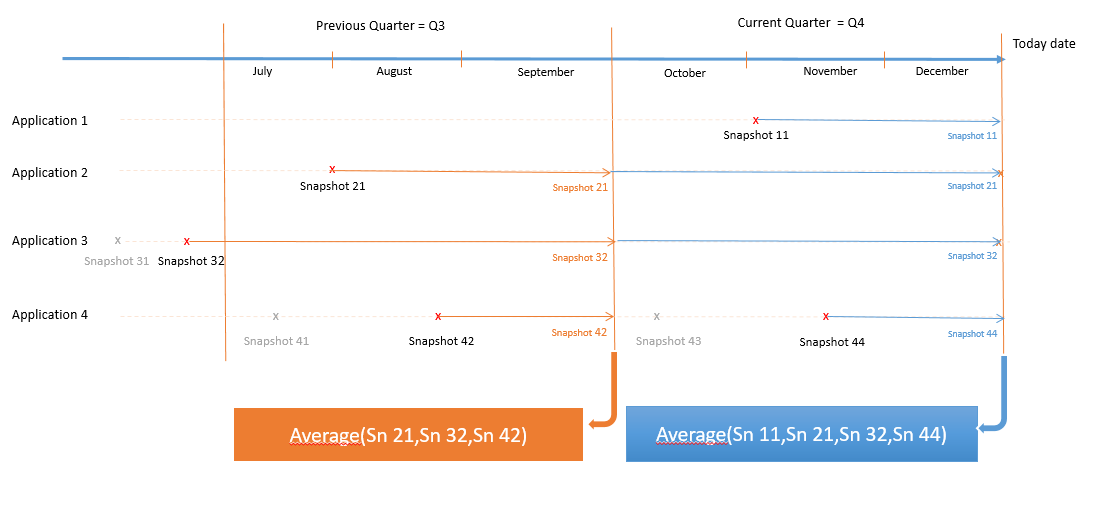 Previous Quarter = Q3
Current Quarter = Q4
Today date
July
August
September
October
November
December
Application 1
x
Snapshot 11
Snapshot 11
Application 2
x
Snapshot 21
Snapshot 21
Snapshot 21
x
Application 3
x
x
x
Snapshot 31
Snapshot 32
Snapshot 32
Snapshot 32
Application 4
x
x
x
x
Snapshot 41
Snapshot 42
Snapshot 42
Snapshot 43
Snapshot 44
Snapshot 44
Average(Sn 21,Sn 32,Sn 42)
Average(Sn 11,Sn 21,Sn 32,Sn 44)